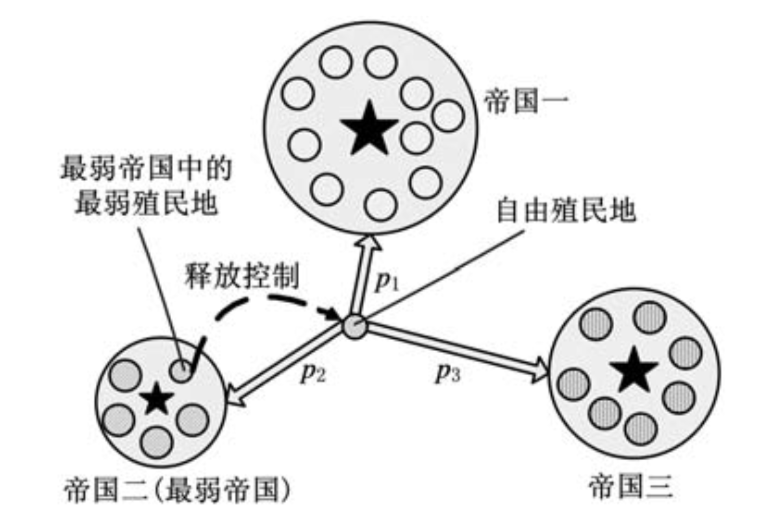 帝国一
最弱帝国中的
最弱殖民地
自由殖民地
释放控制
p1
p2
p3
帝国二(最弱帝国)
帝国三